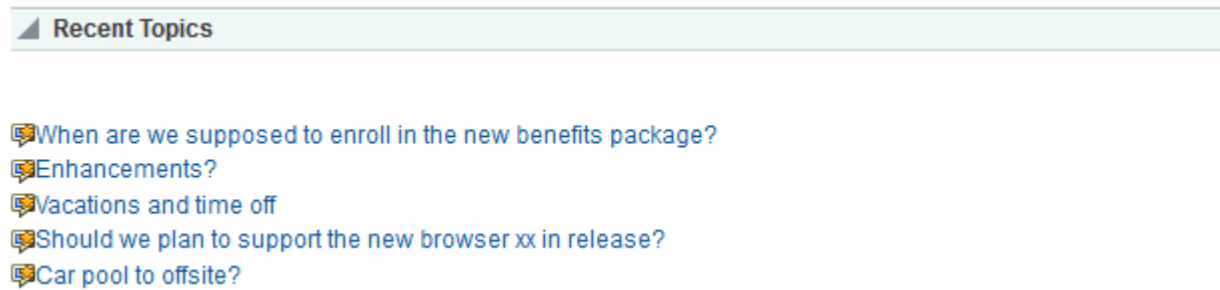 Recent Topics
When are we supposed to enroll in the new benefits package?
Enhancements?
Vacations and time off
Should we plan to support the new browser xx in release?
Car pool to offsite?